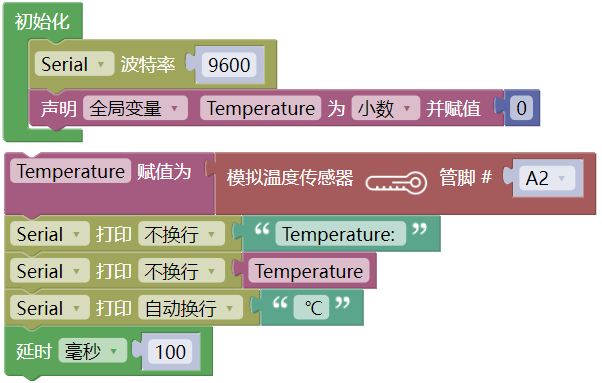 初始化
Serial 波特率 9600
声明 全局变量 Temperature 为 小数 并赋值 0
Temperature 赋值为 模拟温度传感器 管脚 # A2
Serial 打印 不换行 “ Temperature: ”
Serial 打印 不换行 Temperature
Serial 打印 自动换行 “ ℃ ”
延时 毫秒 100